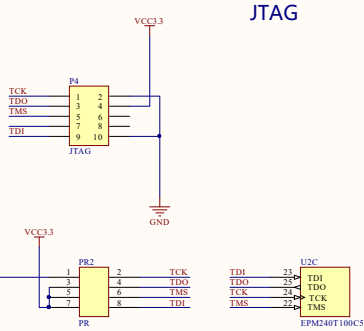 JTAG
VCC3.3
P4
TCK 1 2
TDO 3 4
TMS 5 6
7 8
TDI 9 10
JTAG
GND
VCC3.3
PR2
1 2 TCK
3 4 TDO
5 6 TMS
7 8 TDI
PR
U2C
TDI 23 TDI
TDO 25 TDO
TCK 24 TCK
TMS 22 TMS
EPM240T100C5